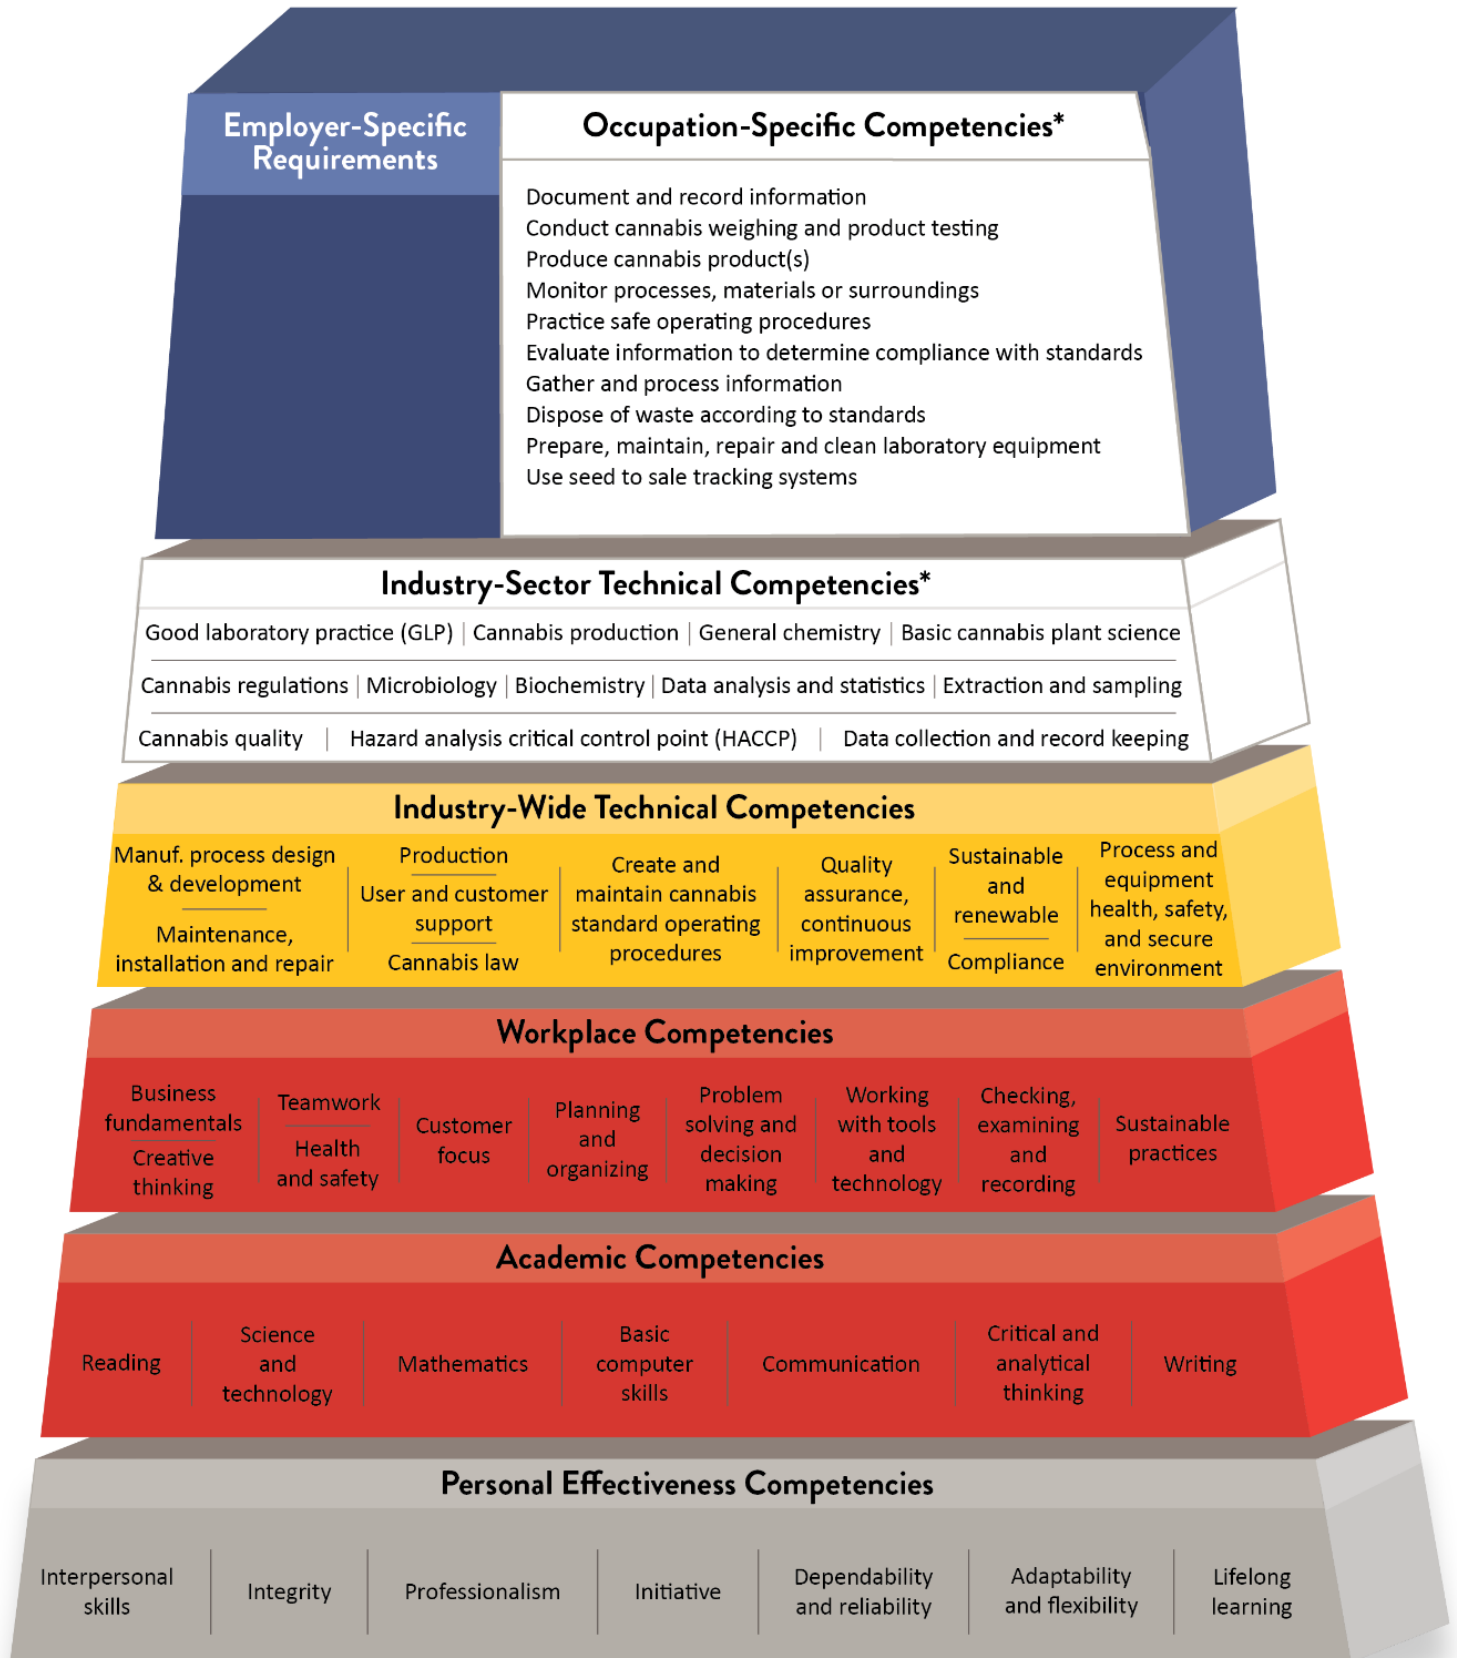 Employer-Specific
Requirements
Occupation-Specific Competencies*
Document and record information
Conduct cannabis weighing and product testing
Produce cannabis product(s)
Monitor processes, materials or surroundings
Practice safe operating procedures
Evaluate information to determine compliance with standards
Gather and process information
Dispose of waste according to standards
Prepare, maintain, repair and clean laboratory equipment
Use seed to sale tracking systems
Industry-Sector Technical Competencies*
Good laboratory practice (GLP) | Cannabis production | General chemistry | Basic cannabis plant science
Cannabis regulations | Microbiology | Biochemistry | Data analysis and statistics | Extraction and sampling
Cannabis quality | Hazard analysis critical control point (HACCP) | Data collection and record keeping
Industry-Wide Technical Competencies
Manuf. process design
& development
Maintenance,
installation and repair
Production
User and customer
support
Cannabis law
Create and
maintain cannabis
standard operating
procedures
Quality
assurance,
continuous
improvement
Sustainable
and
renewable
Compliance
Process and
equipment
health, safety,
and secure
environment
Workplace Competencies
Business
fundamentals
Creative
thinking
Teamwork
Health
and safety
Customer
focus
Planning
and
organizing
Problem
solving and
decision
making
Working
with tools
and
technology
Checking,
examining
and
recording
Sustainable
practices
Academic Competencies
Reading
Science
and
technology
Mathematics
Basic
computer
skills
Communication
Critical and
analytical
thinking
Writing
Personal Effectiveness Competencies
Interpersonal
skills
Integrity
Professionalism
Initiative
Dependability
and reliability
Adaptability
and flexibility
Lifelong
learning